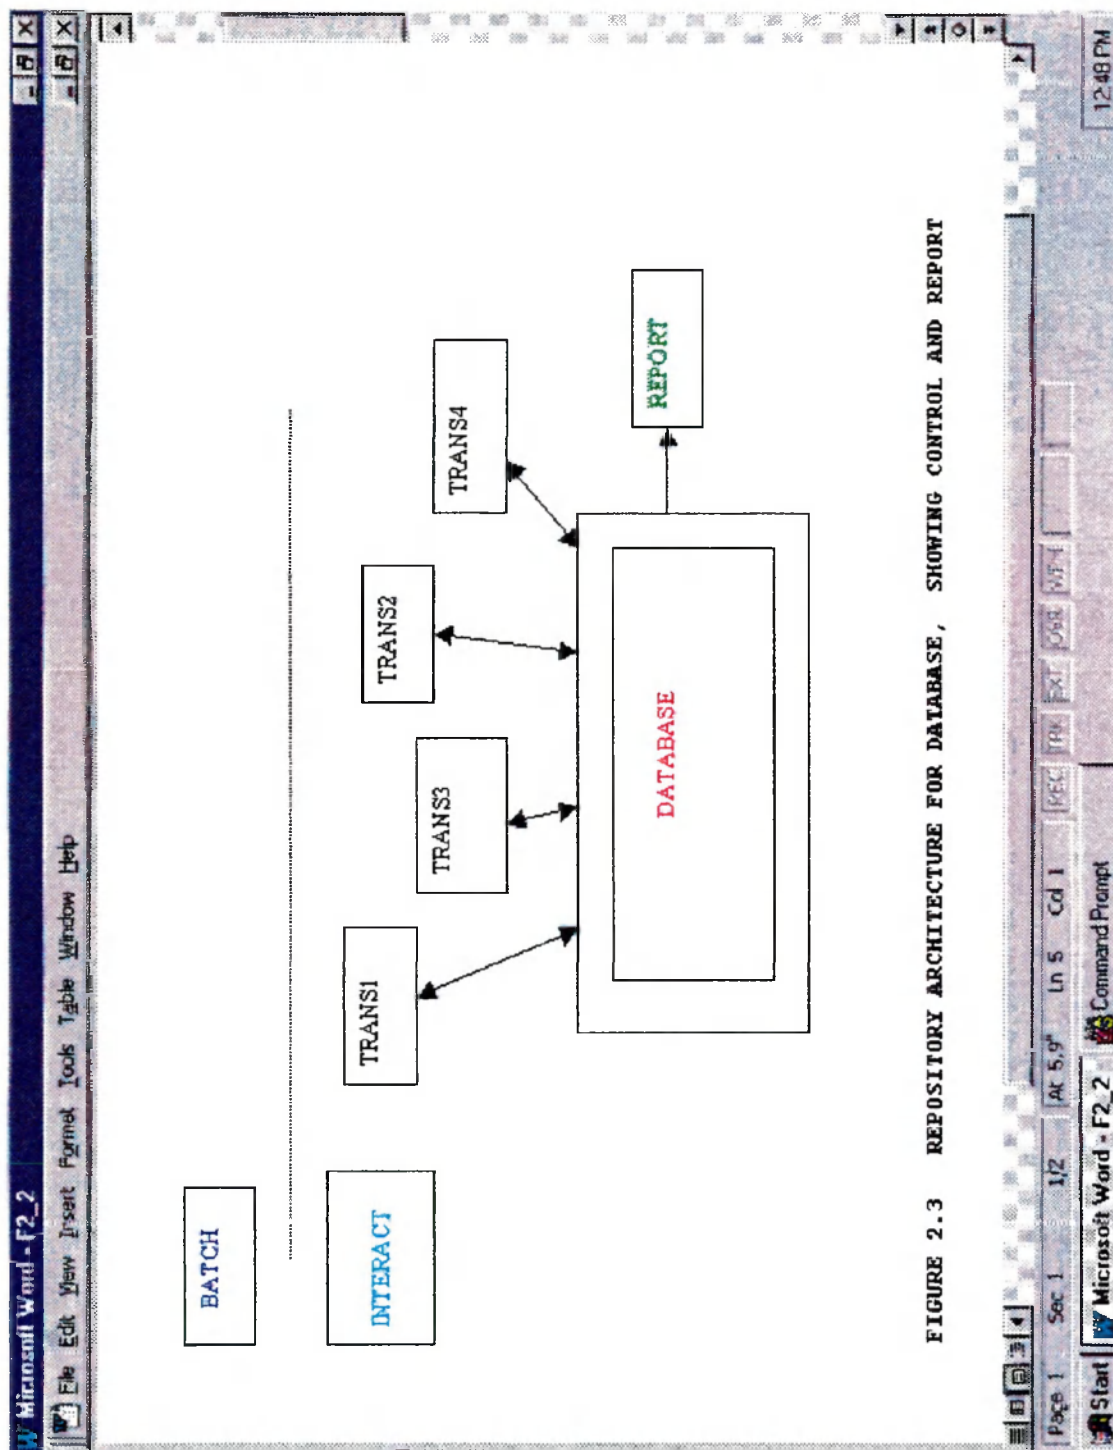 Microsoft Word - F2_2
File Edit View Insert Format Tools Table Window Help
BATCH
INTERACT
TRANS1
TRANS3
TRANS2
TRANS4
DATABASE
REPORT
FIGURE 2.3 REPOSITORY ARCHITECTURE FOR DATABASE, SHOWING CONTROL AND REPORT
Page 1 Sec 1 1/2 At 5,9" Ln 5 Col 1 REC TRK EXT OVR WPH
Start Microsoft Word - F2_2 Command Prompt 12:48 PM